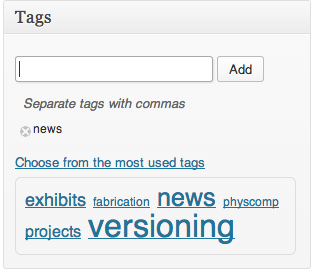 Tags
Add
Separate tags with commas
news
Choose from the most used tags
exhibits fabrication news physcomp
projects versioning